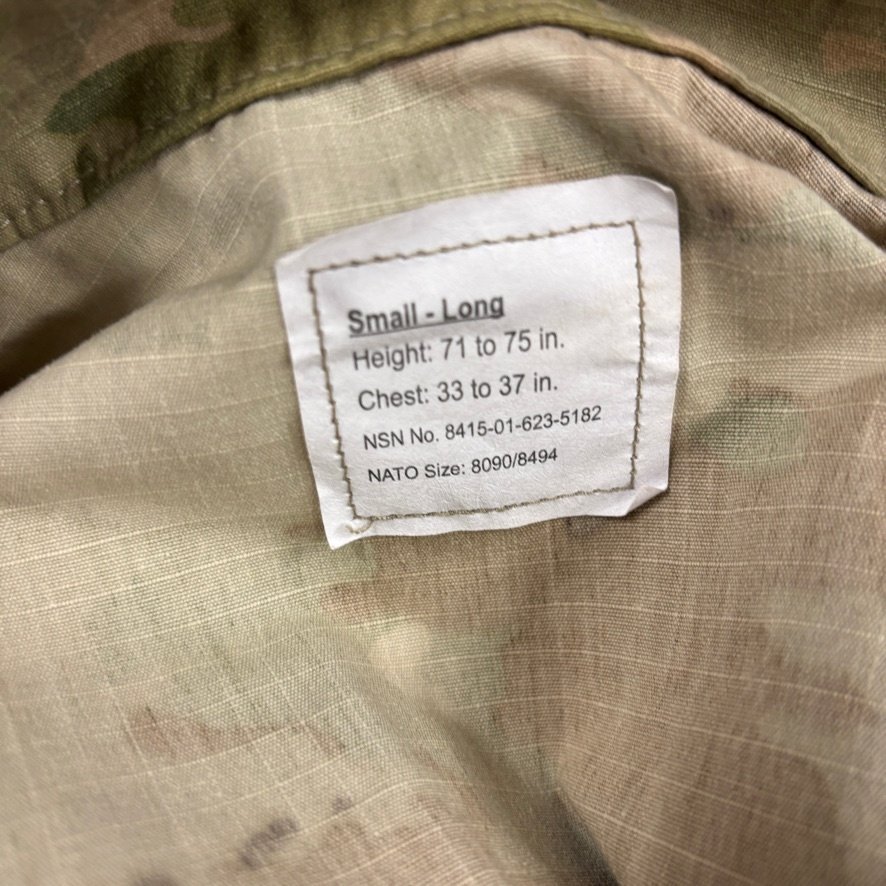 Small - Long
Height: 71 to 75 in.
Chest: 33 to 37 in.
NSN No. 8415-01-623-5182
NATO Size: 8090/8494